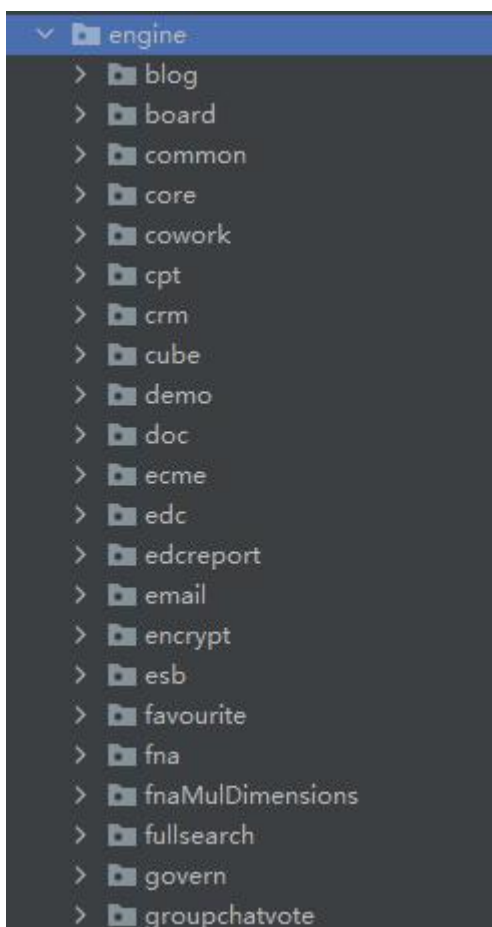 engine
blog
board
common
core
cowork
cpt
crm
cube
demo
doc
ecme
edc
edcreport
email
encrypt
esb
favourite
fna
fnaMulDimensions
fullsearch
govern
groupchatvote